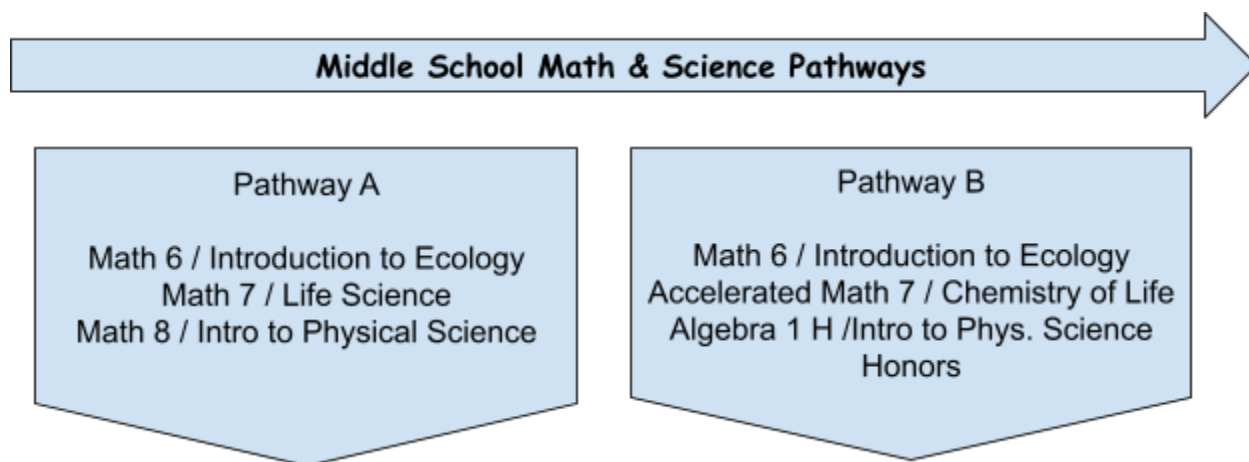 Middle School Math & Science Pathways
Pathway A
Math 6 / Introduction to Ecology
Math 7 / Life Science
Math 8 / Intro to Physical Science
Pathway B
Math 6 / Introduction to Ecology
Accelerated Math 7 / Chemistry of Life
Algebra 1 H /Intro to Phys. Science
Honors